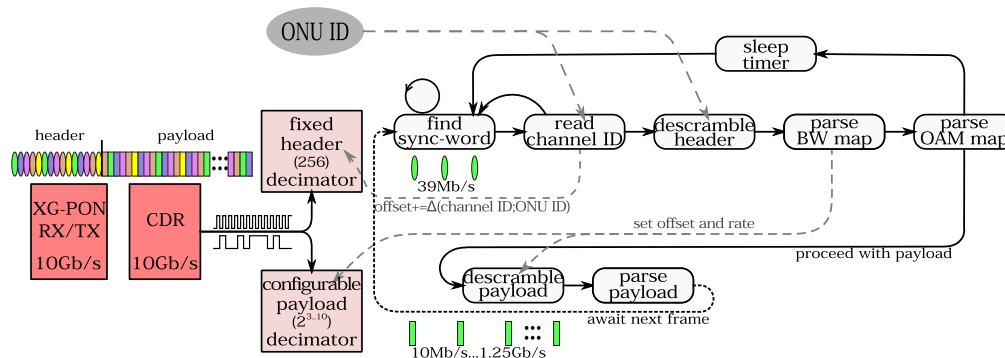 ONU ID
sleep
timer
header
payload
fixed
header
(256)
decimator
find
sync-word
read
channel ID
descramble
header
parse
BW map
parse
OAM map
39Mb/s
XG-PON
RX/TX
10Gb/s
CDR
10Gb/s
offset+=Δ(channel ID;ONU ID)
set offset and rate
proceed with payload
configurable
payload
(2^3...10)
decimator
descramble
payload
parse
payload
await next frame
10Mb/s...1.25Gb/s